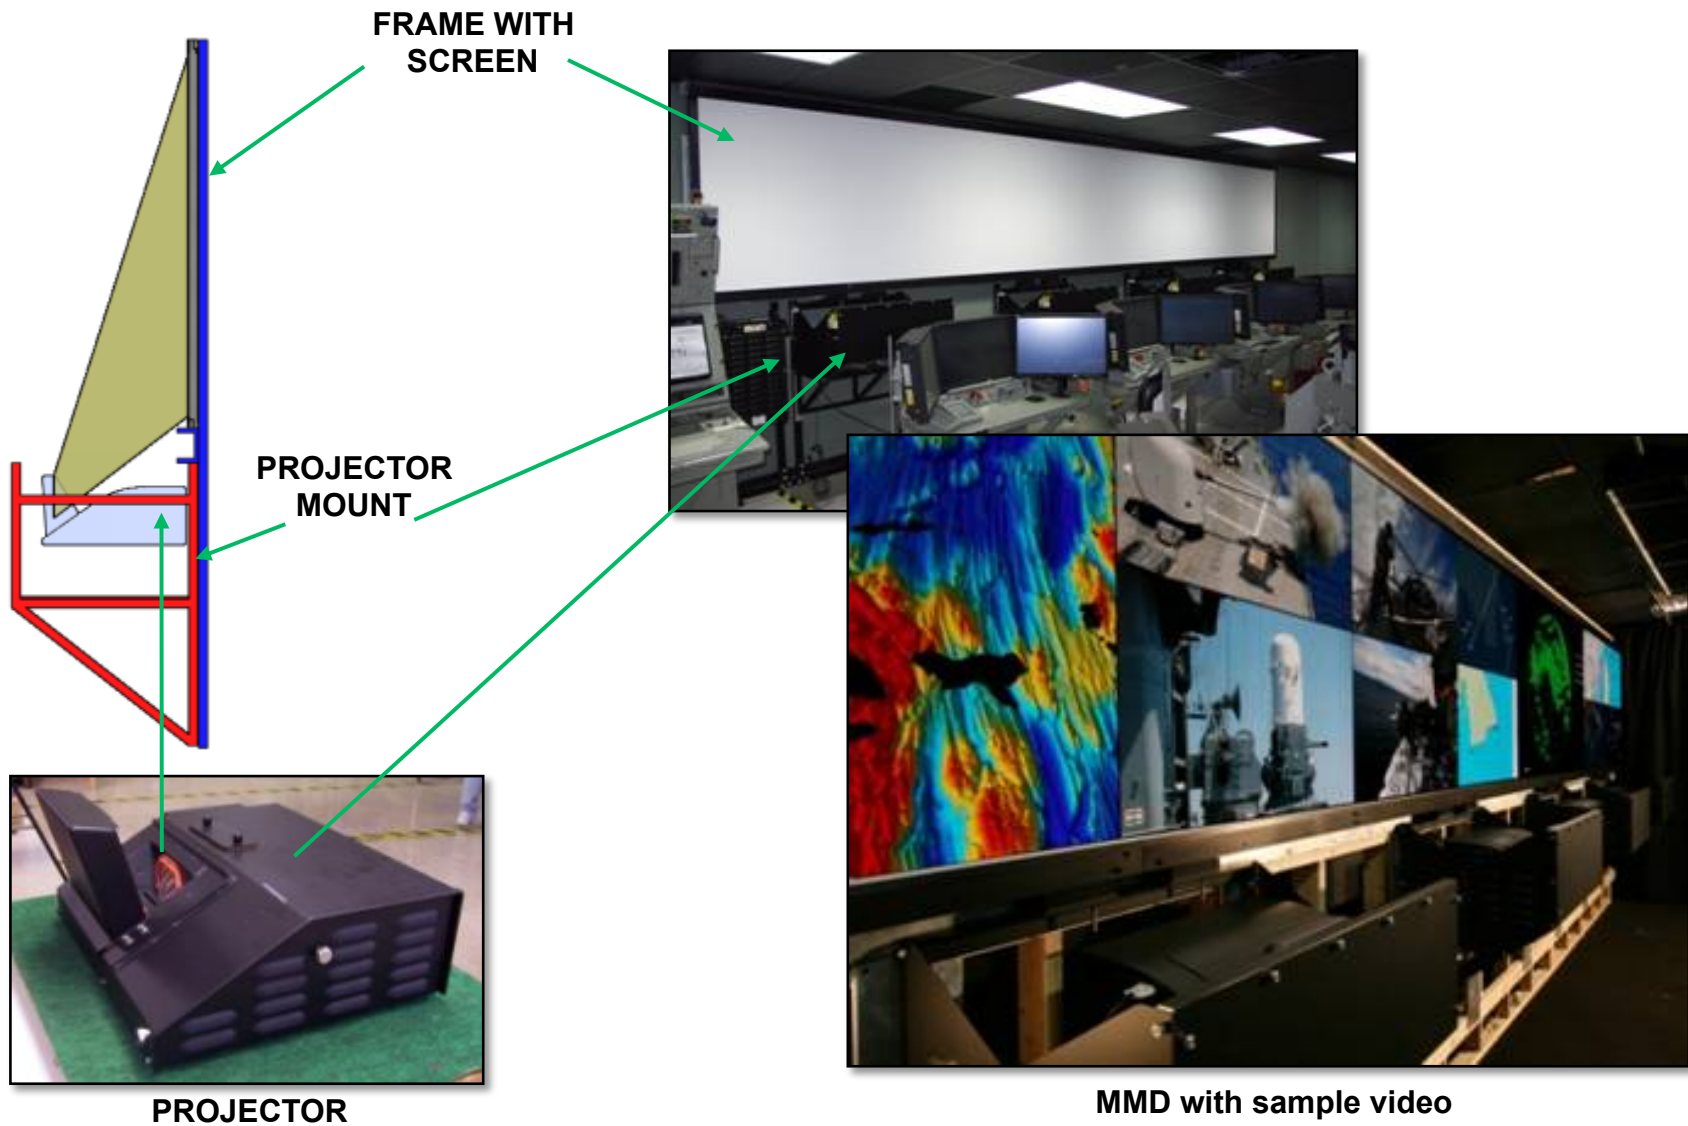 FRAME WITH
SCREEN
PROJECTOR
MOUNT
PROJECTOR
MMD with sample video